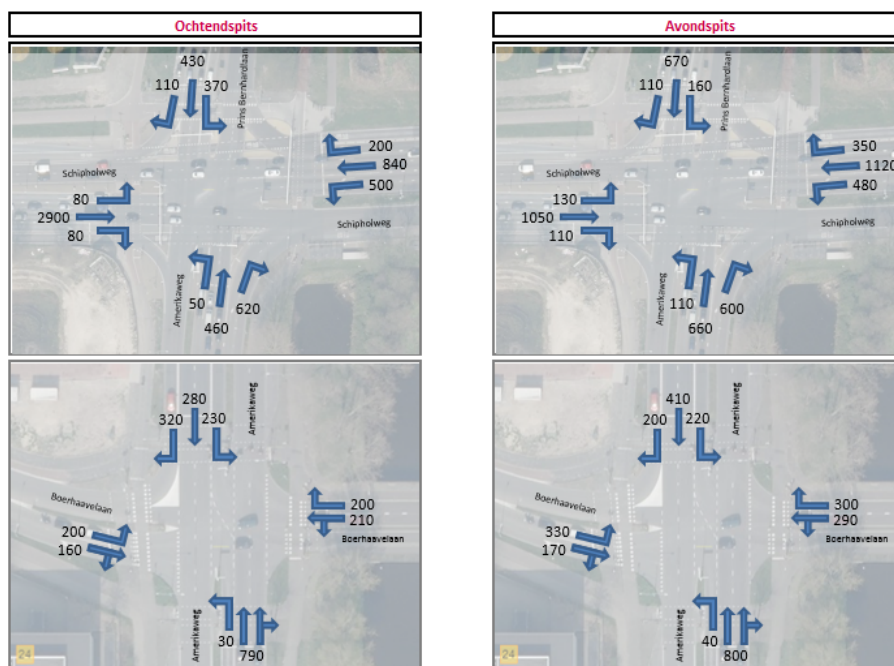 Ochtendspits
Avondspits
430
110 370
Prins Bernhardlaan
200
840
500
Schipholweg
80
2900
80
Schipholweg
Amerikaweg
50
620
460
670
110 160
Prins Bernhardlaan
350
1120
480
Schipholweg
130
1050
110
Schipholweg
Amerikaweg
110
600
660
280
320 230
Amerikaweg
200
210
Boerhaavelaan
Boerhaavelaan
200
160
Amerikaweg
30
790
24
410
200 220
Amerikaweg
300
290
Boerhaavelaan
Boerhaavelaan
330
170
Amerikaweg
40
800
24